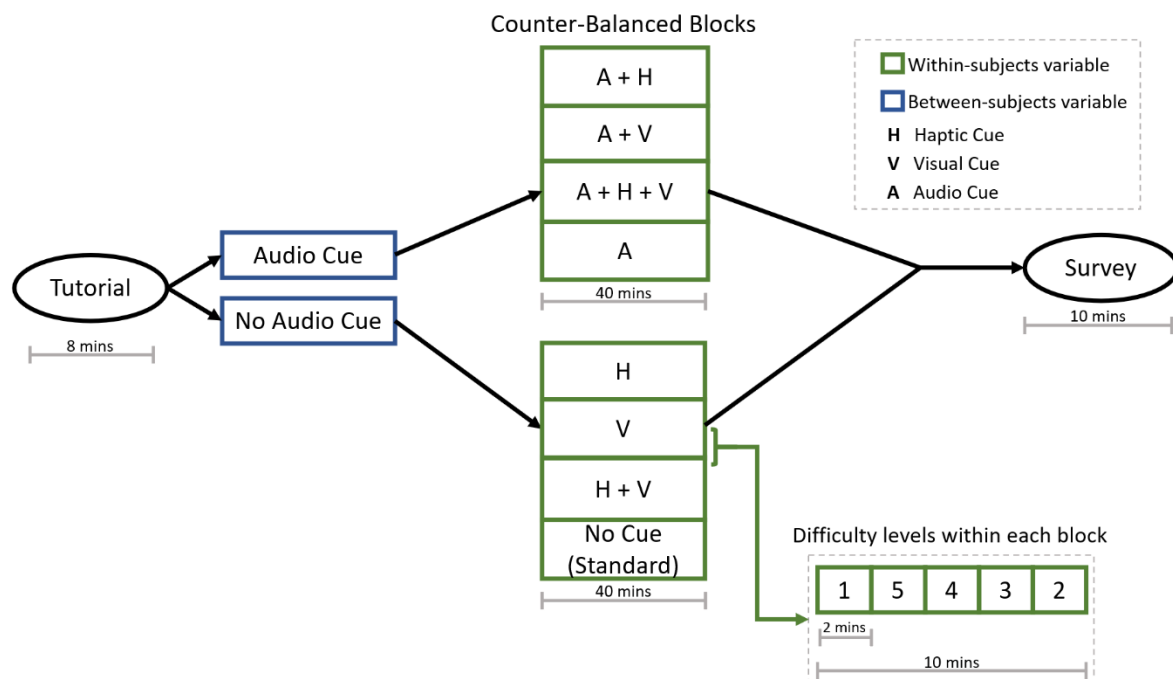 Counter-Balanced Blocks
A + H
A + V
A + H + V
A
40 mins
Within-subjects variable
Between-subjects variable
H Haptic Cue
V Visual Cue
A Audio Cue
Tutorial
8 mins
Audio Cue
No Audio Cue
Survey
10 mins
H
V
H + V
No Cue
(Standard)
40 mins
Difficulty levels within each block
1 5 4 3 2
2 mins
10 mins